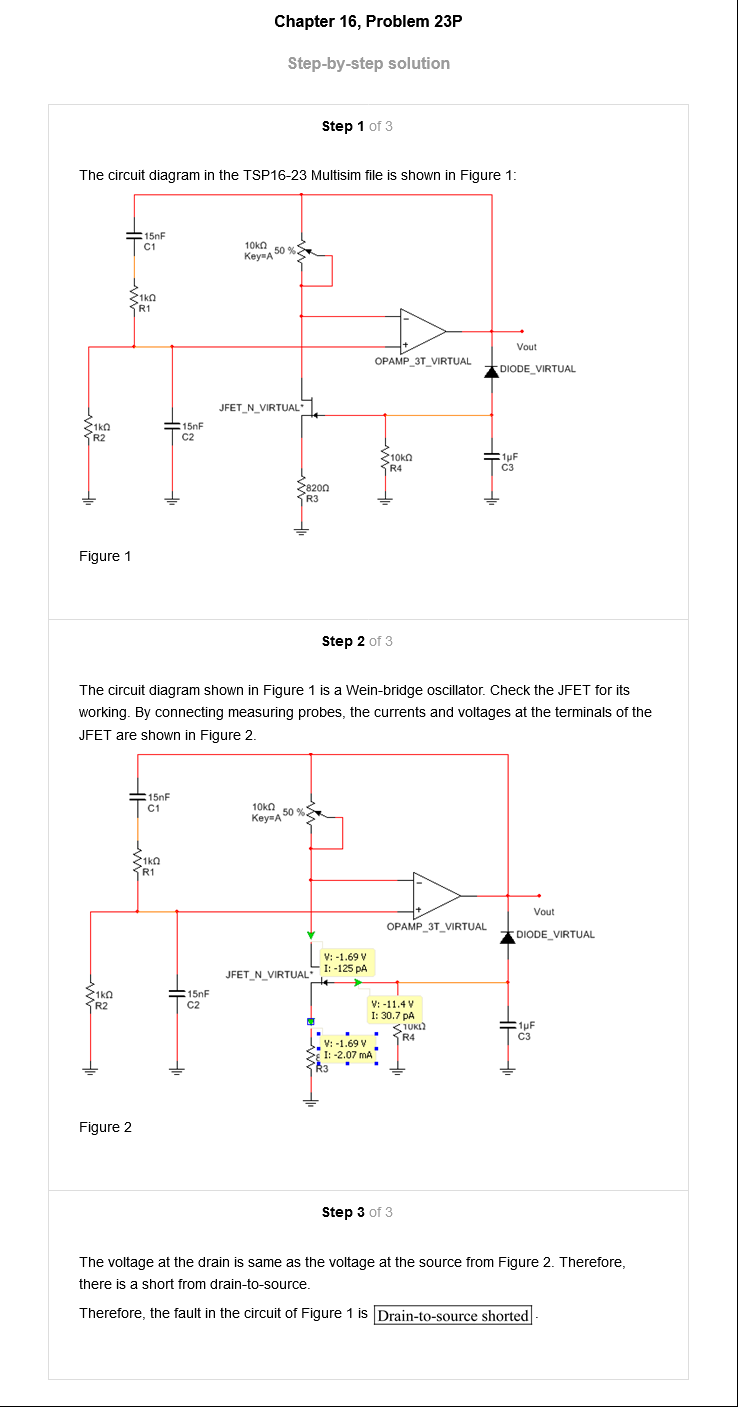 Chapter 16, Problem 23P
Step-by-step solution
Step 1 of 3
The circuit diagram in the TSP16-23 Multisim file is shown in Figure 1:
15nF
C1
10kΩ
Key=A
50 %
1kΩ
R1
OPAMP_3T_VIRTUAL
Vout
DIODE_VIRTUAL
JFET_N_VIRTUAL*
1kΩ
R2
15nF
C2
10kΩ
R4
1µF
C3
820Ω
R3
Figure 1
Step 2 of 3
The circuit diagram shown in Figure 1 is a Wein-bridge oscillator. Check the JFET for its
working. By connecting measuring probes, the currents and voltages at the terminals of the
JFET are shown in Figure 2.
15nF
C1
10kΩ
Key=A
50 %
1kΩ
R1
OPAMP_3T_VIRTUAL
Vout
DIODE_VIRTUAL
V: -1.69 V
I: -125 pA
JFET_N_VIRTUAL*
1kΩ
R2
15nF
C2
V: -11.4 V
I: 30.7 pA
10kΩ
R4
1µF
C3
V: -1.69 V
I: -2.07 mA
R3
Figure 2
Step 3 of 3
The voltage at the drain is same as the voltage at the source from Figure 2. Therefore,
there is a short from drain-to-source.
Therefore, the fault in the circuit of Figure 1 is Drain-to-source shorted .